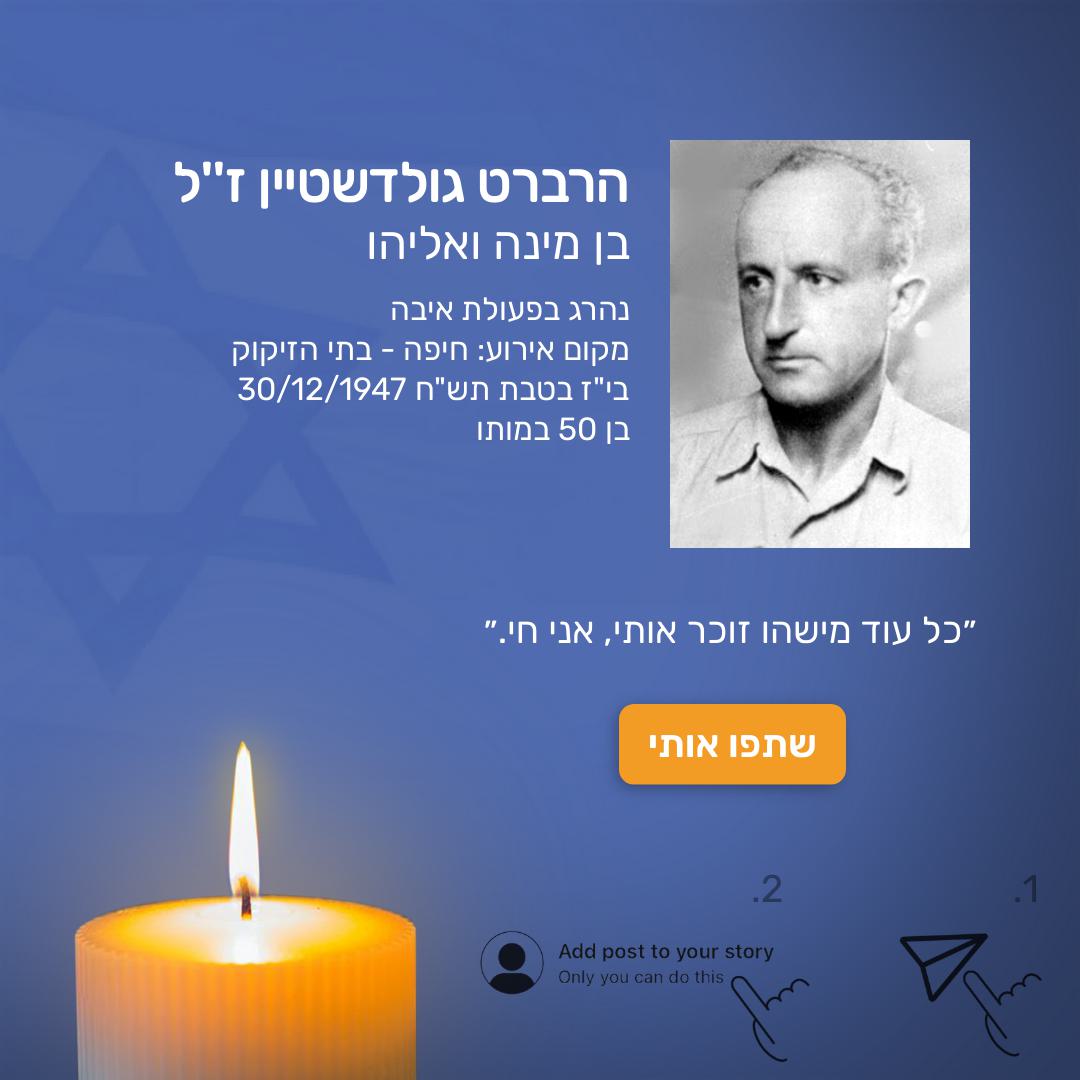 הרברט גולדשטיין ז"ל
בן מינה ואליהו
נהרג בפעולת איבה
מקום אירוע: חיפה - בתי הזיקוק
בי"ז בטבת תש"ח 30/12/1947
בן 50 במותו
״כל עוד מישהו זוכר אותי, אני חי.״
שתפו אותי
1.
2.
Add post to your story
Only you can do this